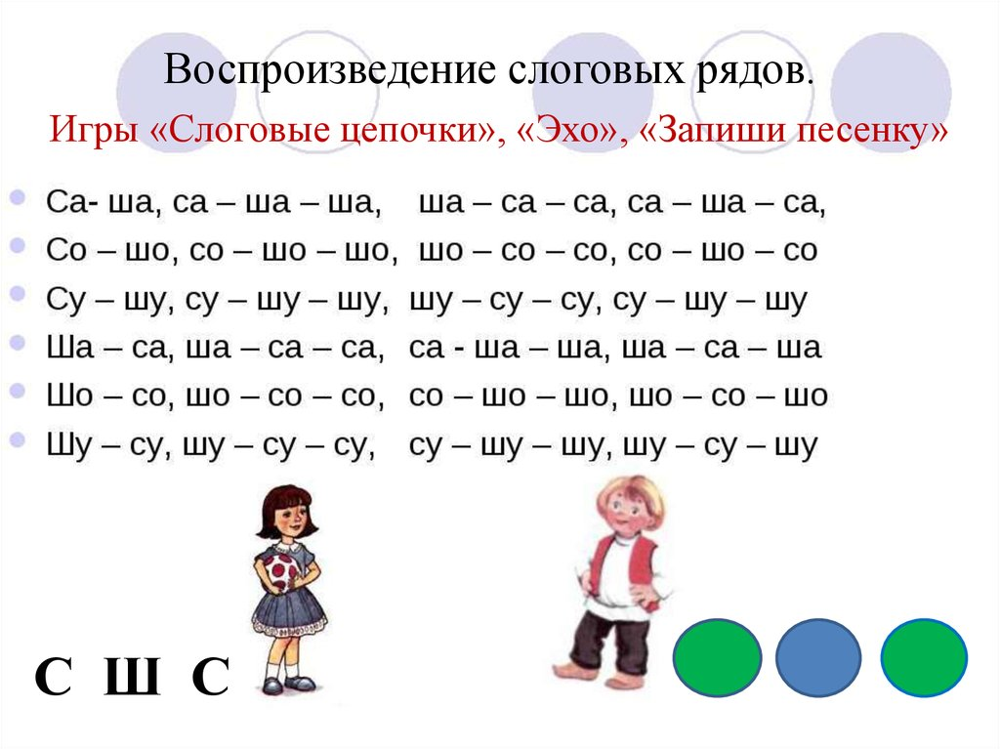 Воспроизведение слоговых рядов.
Игры «Слоговые цепочки», «Эхо», «Запиши песенку»
Са- ша, са – ша – ша, ша – са – са, са – ша – са,
Со – шо, со – шо – шо, шо – со – со, со – шо – со
Су – шу, су – шу – шу, шу – су – су, су – шу – шу
Ша – са, ша – са – са, са - ша – ша, ша – са – ша
Шо – со, шо – со – со, со – шо – шо, шо – со – шо
Шу – су, шу – су – су, су – шу – шу, шу – су – шу
С Ш С